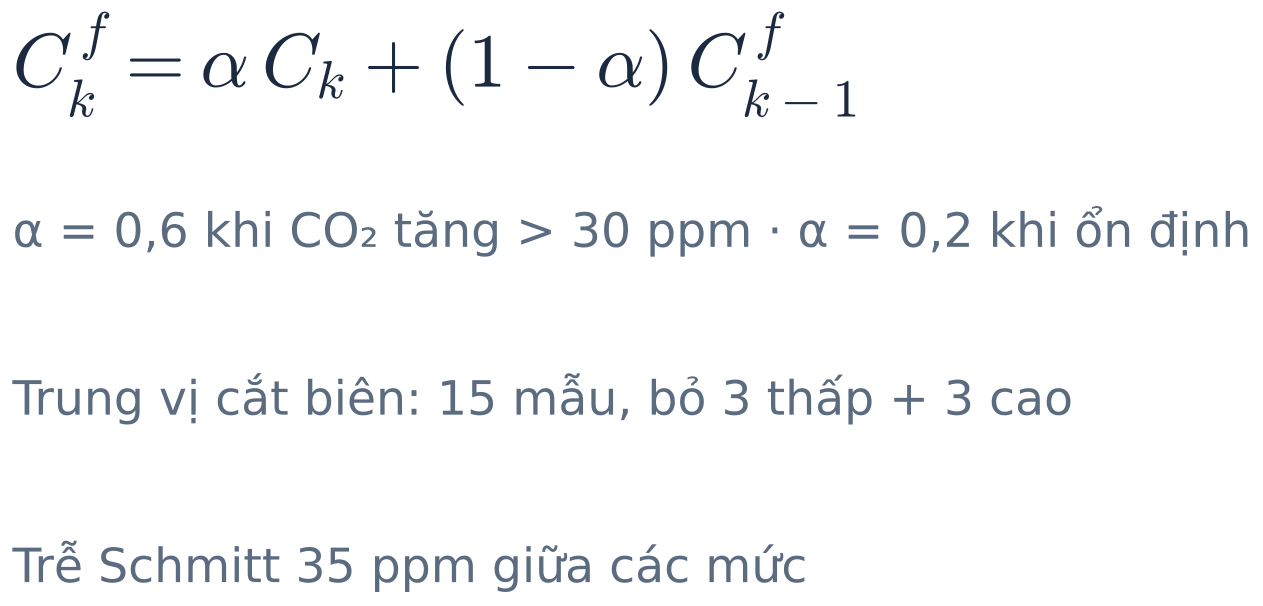 C_k^f = α C_k + (1 − α) C_{k−1}^f
α = 0,6 khi CO₂ tăng > 30 ppm · α = 0,2 khi ổn định
Trung vị cắt biên: 15 mẫu, bỏ 3 thấp + 3 cao
Trễ Schmitt 35 ppm giữa các mức